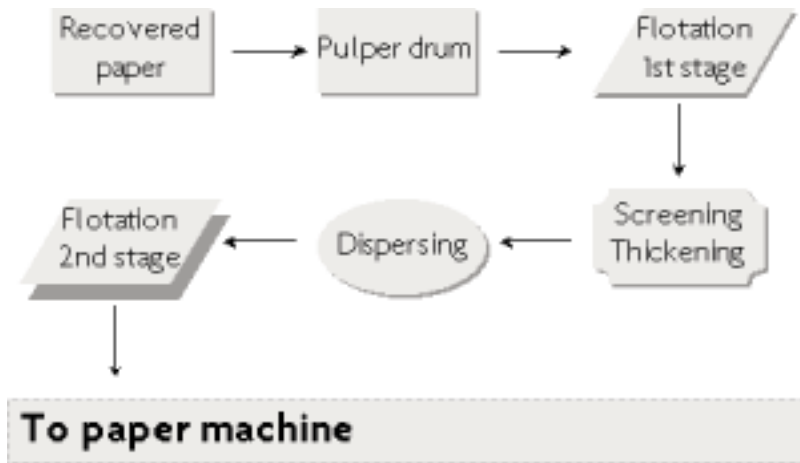 Recovered
paper
Pulper drum
Flotation
1st stage
Screening
Thickening
Dispersing
Flotation
2nd stage
To paper machine